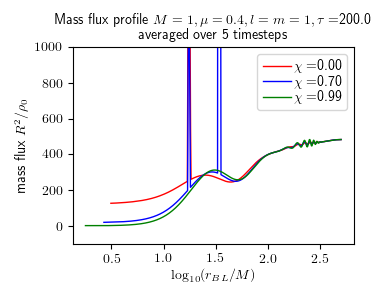 Mass flux profile M = 1, μ = 0.4, l = m = 1, τ =200.0
averaged over 5 timesteps
χ =0.00
χ =0.70
χ =0.99
mass flux R²/ρ₀
1000
800
600
400
200
0
0.5 1.0 1.5 2.0 2.5
log₁₀(r_{BL}/M)